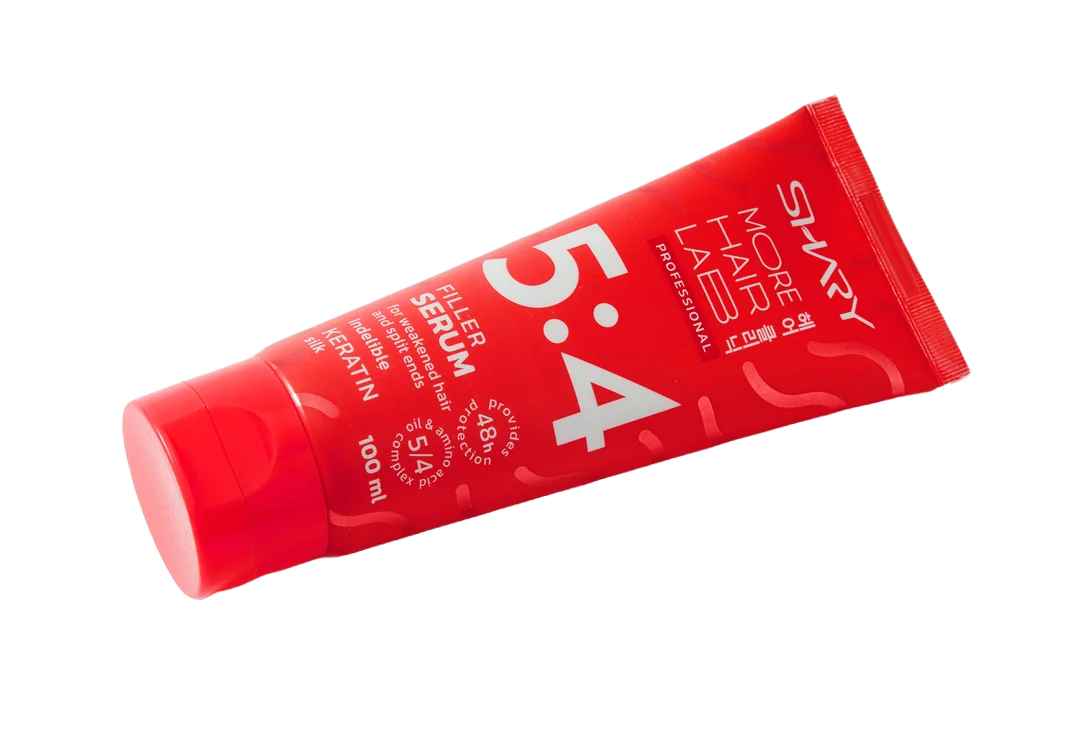 SHARY
MORE
HAIR
LAB
헤어
클리닉
PROFESSIONAL
5:4
FILLER
SERUM
for weakened hair
and split ends
indelible
KERATIN
silk
provides
48h
protection
oil & amino acid
5/4
complex
100 ml